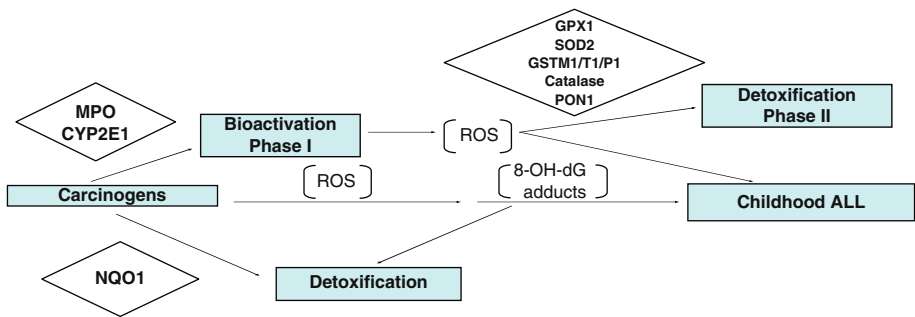 GPX1
SOD2
GSTM1/T1/P1
Catalase
PON1
MPO
CYP2E1
Bioactivation
Phase I
ROS
Detoxification
Phase II
ROS
8-OH-dG
adducts
Carcinogens
Childhood ALL
NQO1
Detoxification